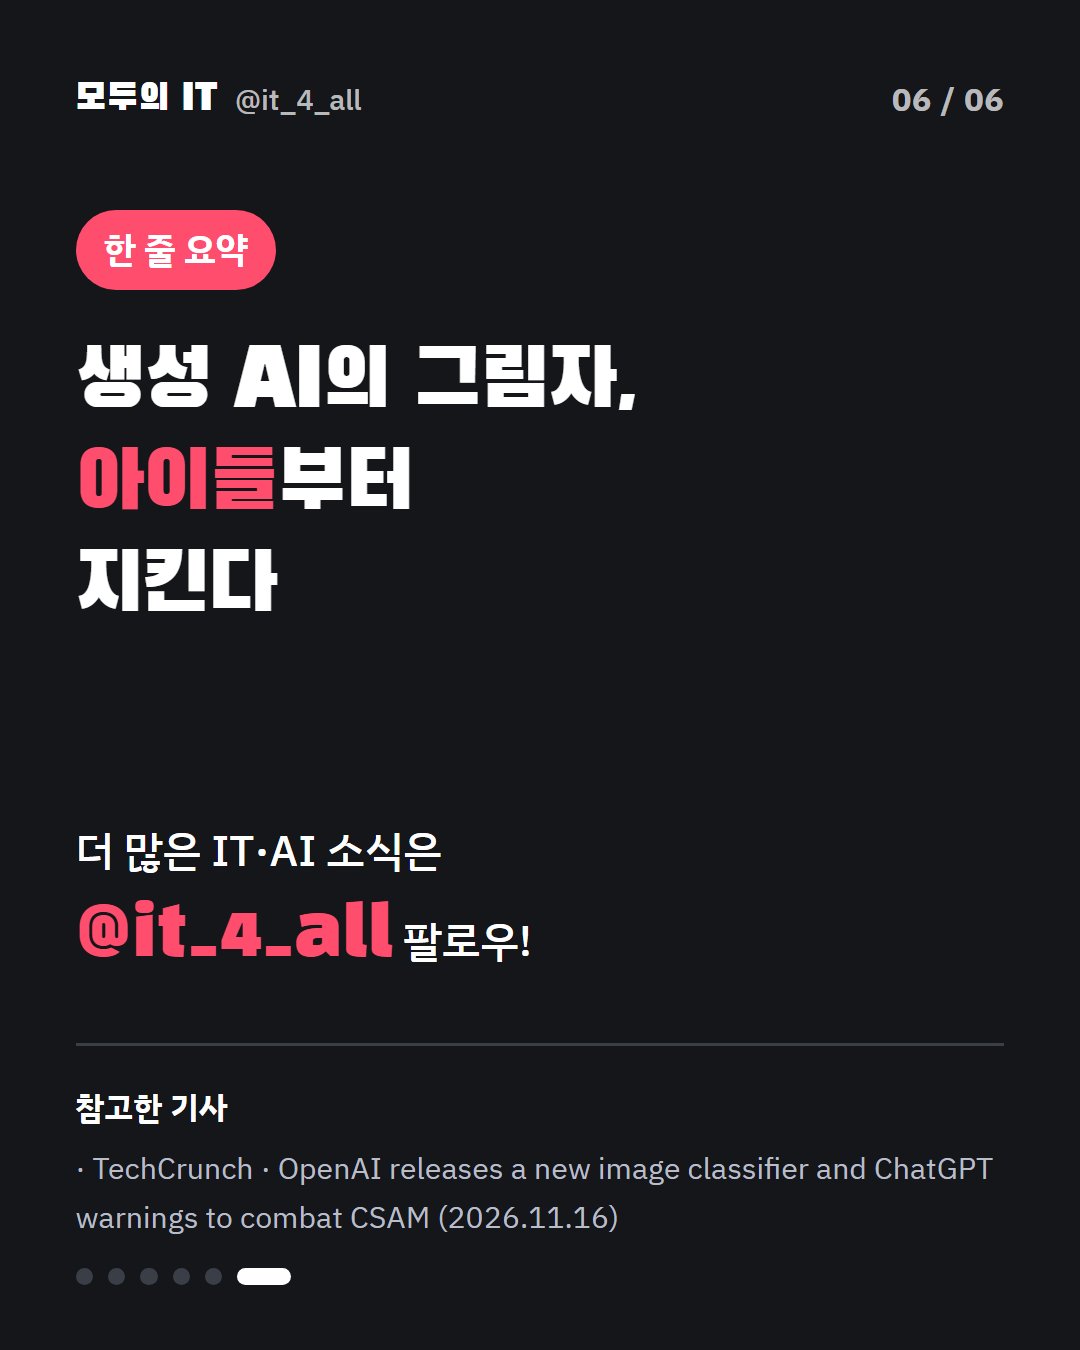 모두의 IT @it_4_all
06 / 06
한 줄 요약
생성 AI의 그림자,
아이들부터
지킨다
더 많은 IT·AI 소식은
@it_4_all 팔로우!
참고한 기사
· TechCrunch · OpenAI releases a new image classifier and ChatGPT
warnings to combat CSAM (2026.11.16)